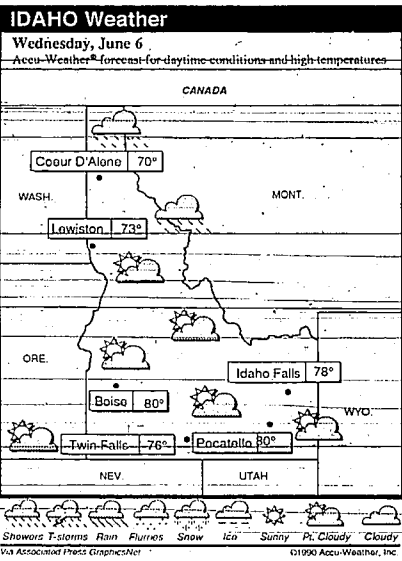 IDAHO Weather
Wednesday, June 6
Accu-Weather® forecast for daytime conditions and high temperatures
CANADA
Coeur D'Alene 70°
WASH.
MONT.
Lewiston 73°
ORE.
Idaho Falls 78°
Boise 80°
WYO.
Twin Falls 76°
Pocatello 80°
NEV.
UTAH
Showers T-storms Rain Flurries Snow Ice Sunny Pt. Cloudy Cloudy
Via Associated Press GraphicsNet
©1990 Accu-Weather, Inc.